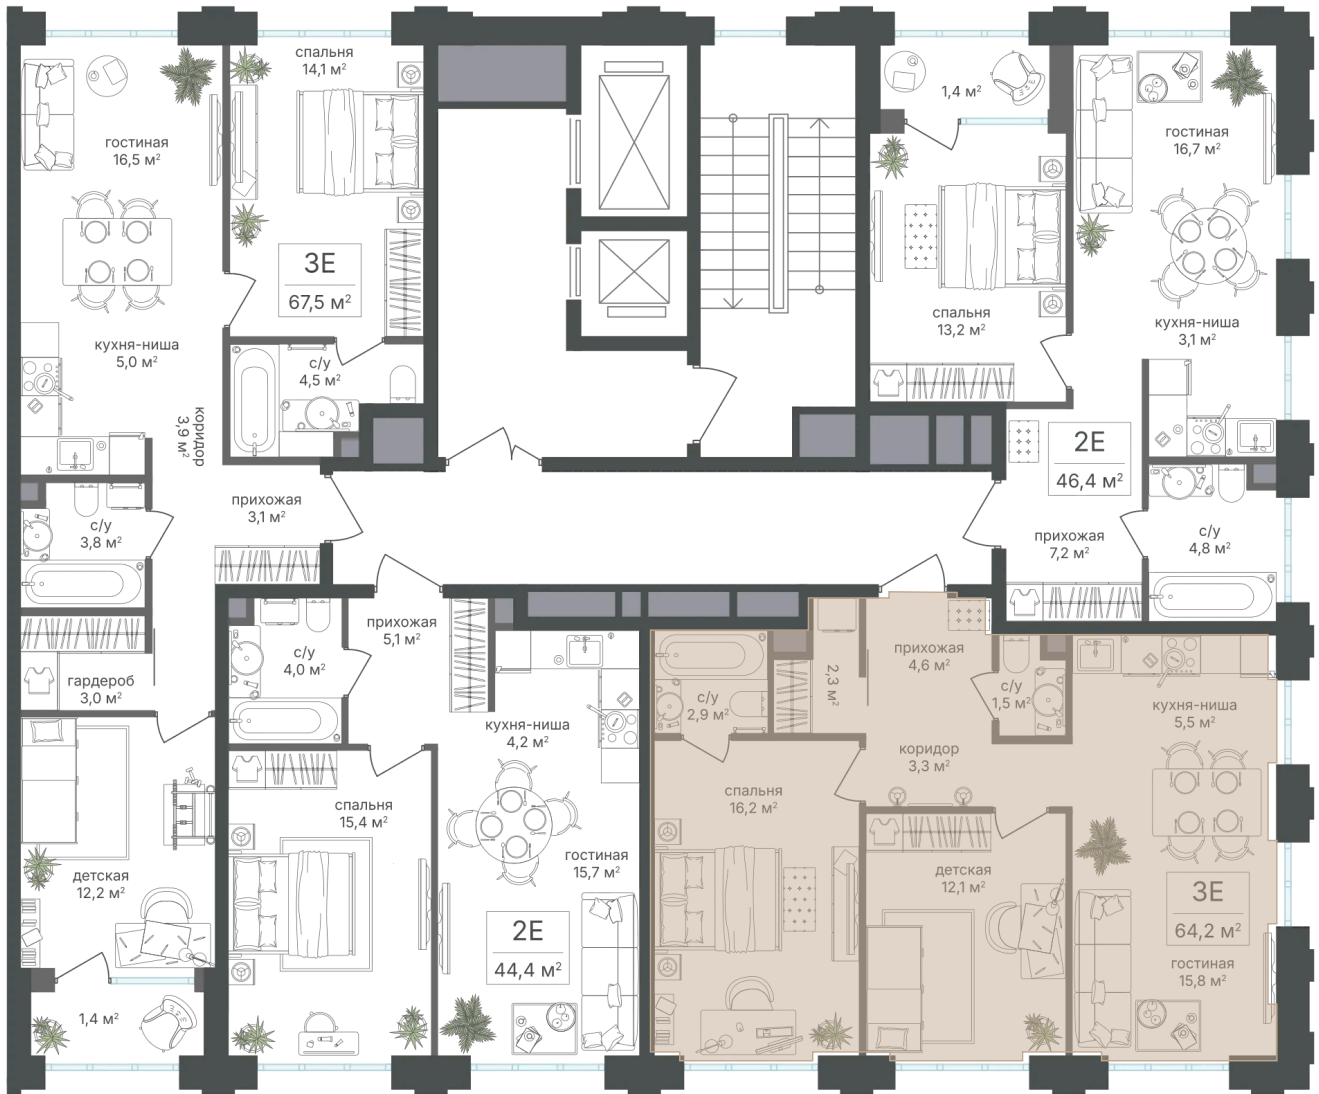 гостиная
16,5 м²
кухня-ниша
5,0 м²
спальня
14,1 м²
3Е
67,5 м²
с/у
4,5 м²
коридор
3,9 м²
прихожая
3,1 м²
с/у
3,8 м²
гардероб
3,0 м²
детская
12,2 м²
1,4 м²
1,4 м²
спальня
13,2 м²
гостиная
16,7 м²
кухня-ниша
3,1 м²
2Е
46,4 м²
прихожая
7,2 м²
с/у
4,8 м²
с/у
4,0 м²
прихожая
5,1 м²
кухня-ниша
4,2 м²
спальня
15,4 м²
гостиная
15,7 м²
2Е
44,4 м²
с/у
2,9 м²
2,3 м²
прихожая
4,6 м²
с/у
1,5 м²
кухня-ниша
5,5 м²
коридор
3,3 м²
спальня
16,2 м²
детская
12,1 м²
3Е
64,2 м²
гостиная
15,8 м²